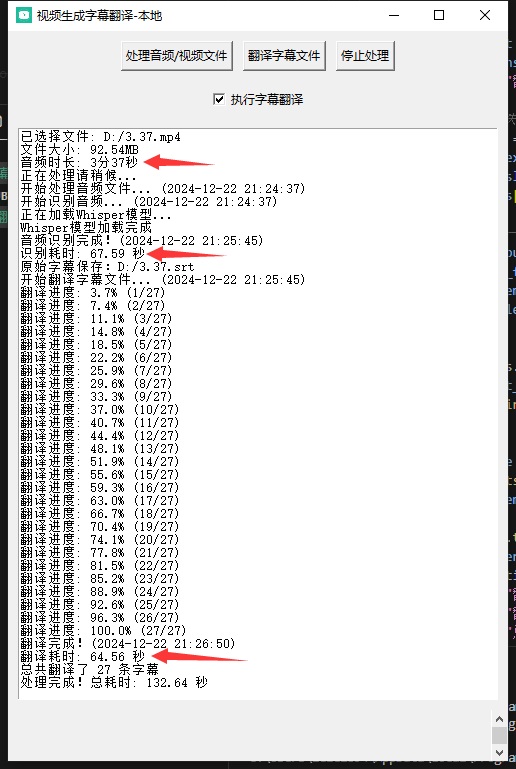 视频生成字幕翻译-本地
处理音频/视频文件 翻译字幕文件 停止处理
执行字幕翻译
已选择文件: D:/3.37.mp4
文件大小: 92.54MB
音频时长: 3分37秒
正在处理请稍候...
开始处理音频文件... (2024-12-22 21:24:37)
开始识别音频... (2024-12-22 21:24:37)
正在加载Whisper模型...
Whisper模型加载完成
音频识别完成! (2024-12-22 21:25:45)
识别耗时: 67.59 秒
原始字幕保存: D:/3.37.srt
开始翻译字幕文件... (2024-12-22 21:25:45)
翻译进度: 3.7% (1/27)
翻译进度: 7.4% (2/27)
翻译进度: 11.1% (3/27)
翻译进度: 14.8% (4/27)
翻译进度: 18.5% (5/27)
翻译进度: 22.2% (6/27)
翻译进度: 25.9% (7/27)
翻译进度: 29.6% (8/27)
翻译进度: 33.3% (9/27)
翻译进度: 37.0% (10/27)
翻译进度: 40.7% (11/27)
翻译进度: 44.4% (12/27)
翻译进度: 48.1% (13/27)
翻译进度: 51.9% (14/27)
翻译进度: 55.6% (15/27)
翻译进度: 59.3% (16/27)
翻译进度: 63.0% (17/27)
翻译进度: 66.7% (18/27)
翻译进度: 70.4% (19/27)
翻译进度: 74.1% (20/27)
翻译进度: 77.8% (21/27)
翻译进度: 81.5% (22/27)
翻译进度: 85.2% (23/27)
翻译进度: 88.9% (24/27)
翻译进度: 92.6% (25/27)
翻译进度: 96.3% (26/27)
翻译进度: 100.0% (27/27)
翻译完成! (2024-12-22 21:26:50)
翻译耗时: 64.56 秒
总共翻译了 27 条字幕
处理完成! 总耗时: 132.64 秒